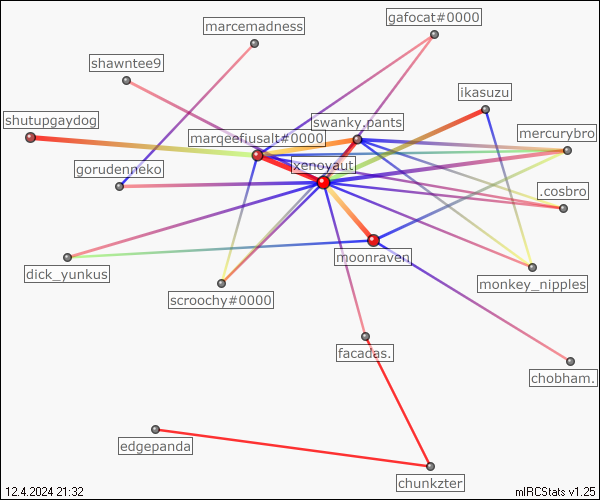 gafocat#0000
marcemadness
shawntee9
ikasuzu
shutupgaydog
swanky.pants
mercurybro
marqeefiusalt#0000
xenoyaut
gorudenneko
.cosbro
moonraven
dick_yunkus
monkey_nipples
scroochy#0000
facadas.
chobham.
edgepanda
chunkzter
12.4.2024 21:32
mIRCStats v1.25